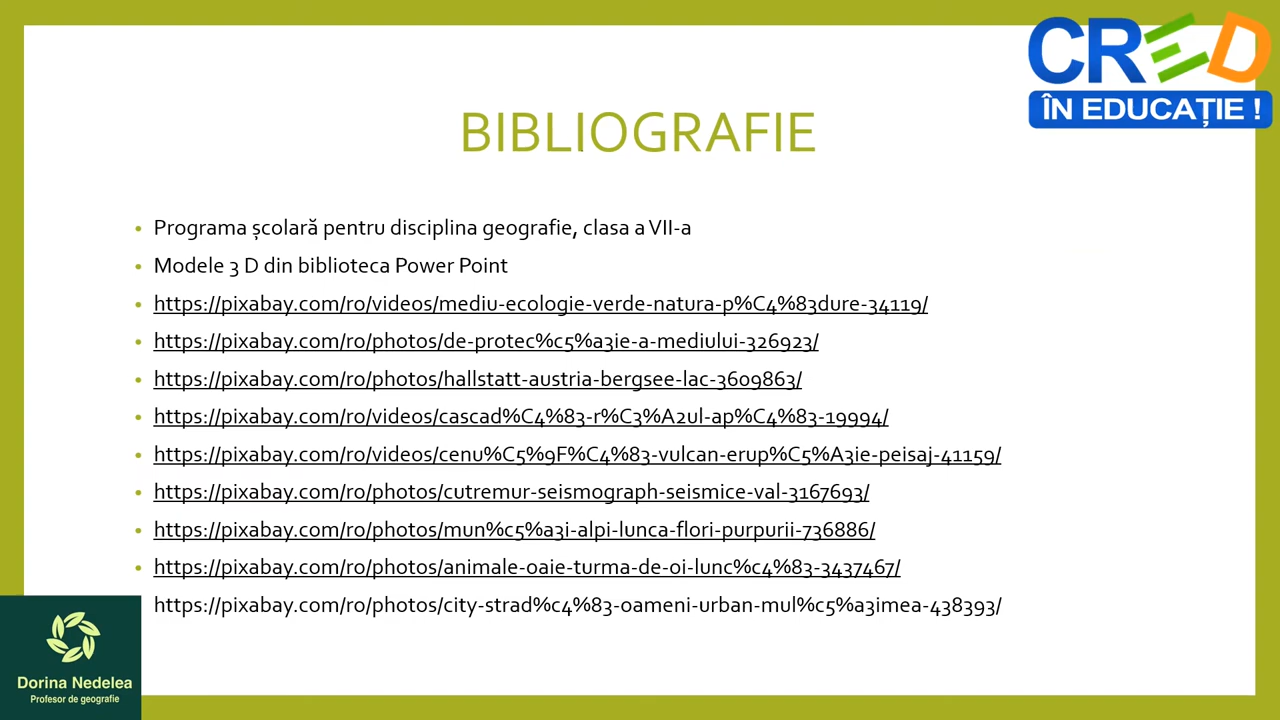 CRED
ÎN EDUCAȚIE !
BIBLIOGRAFIE
• Programa școlară pentru disciplina geografie, clasa a VII-a
• Modele 3 D din biblioteca Power Point
• https://pixabay.com/ro/videos/mediu-ecologie-verde-natura-p%C4%83dure-34119/
• https://pixabay.com/ro/photos/de-protec%c5%a3ie-a-mediului-326923/
• https://pixabay.com/ro/photos/hallstatt-austria-bergsee-lac-3609863/
• https://pixabay.com/ro/videos/cascad%C4%83-r%C3%A2ul-ap%C4%83-19994/
• https://pixabay.com/ro/videos/cenu%C5%9F%C4%83-vulcan-erup%C5%A3ie-peisaj-41159/
• https://pixabay.com/ro/photos/cutremur-seismograph-seismice-val-3167693/
• https://pixabay.com/ro/photos/mun%c5%a3i-alpi-lunca-flori-purpurii-736886/
• https://pixabay.com/ro/photos/animale-oaie-turma-de-oi-lunc%c4%83-3437467/
https://pixabay.com/ro/photos/city-strad%c4%83-oameni-urban-mul%c5%a3imea-438393/
Dorina Nedelea
Profesor de geografie